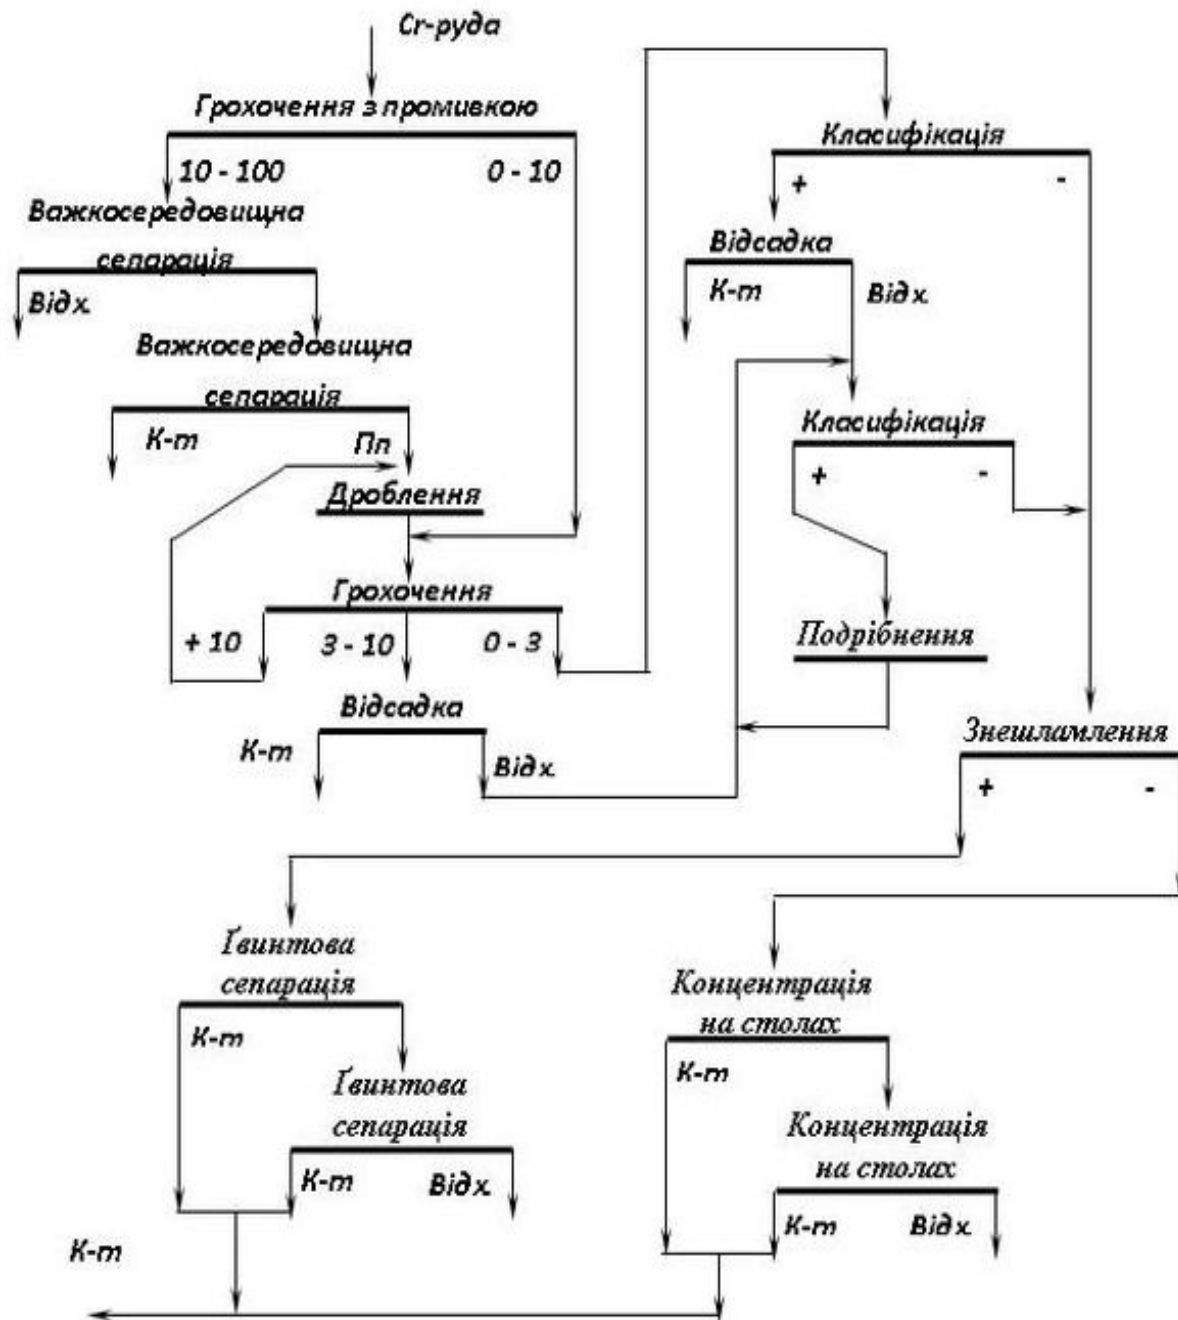 Cr-руда
Грохочення з промивкою
10 - 100
0 - 10
Важкосередовищна
сепарація
Відх.
Важкосередовищна
сепарація
К-т
Пп
Дроблення
Грохочення
+ 10
3 - 10
0 - 3
Відсадка
К-т
Відх.
Класифікація
+
-
Відсадка
К-т
Відх.
Класифікація
+
-
Подрібнення
Знешламлення
+
-
Ґвинтова
сепарація
К-т
Ґвинтова
сепарація
К-т
Відх.
Концентрація
на столах
К-т
Концентрація
на столах
К-т
Відх.
К-т